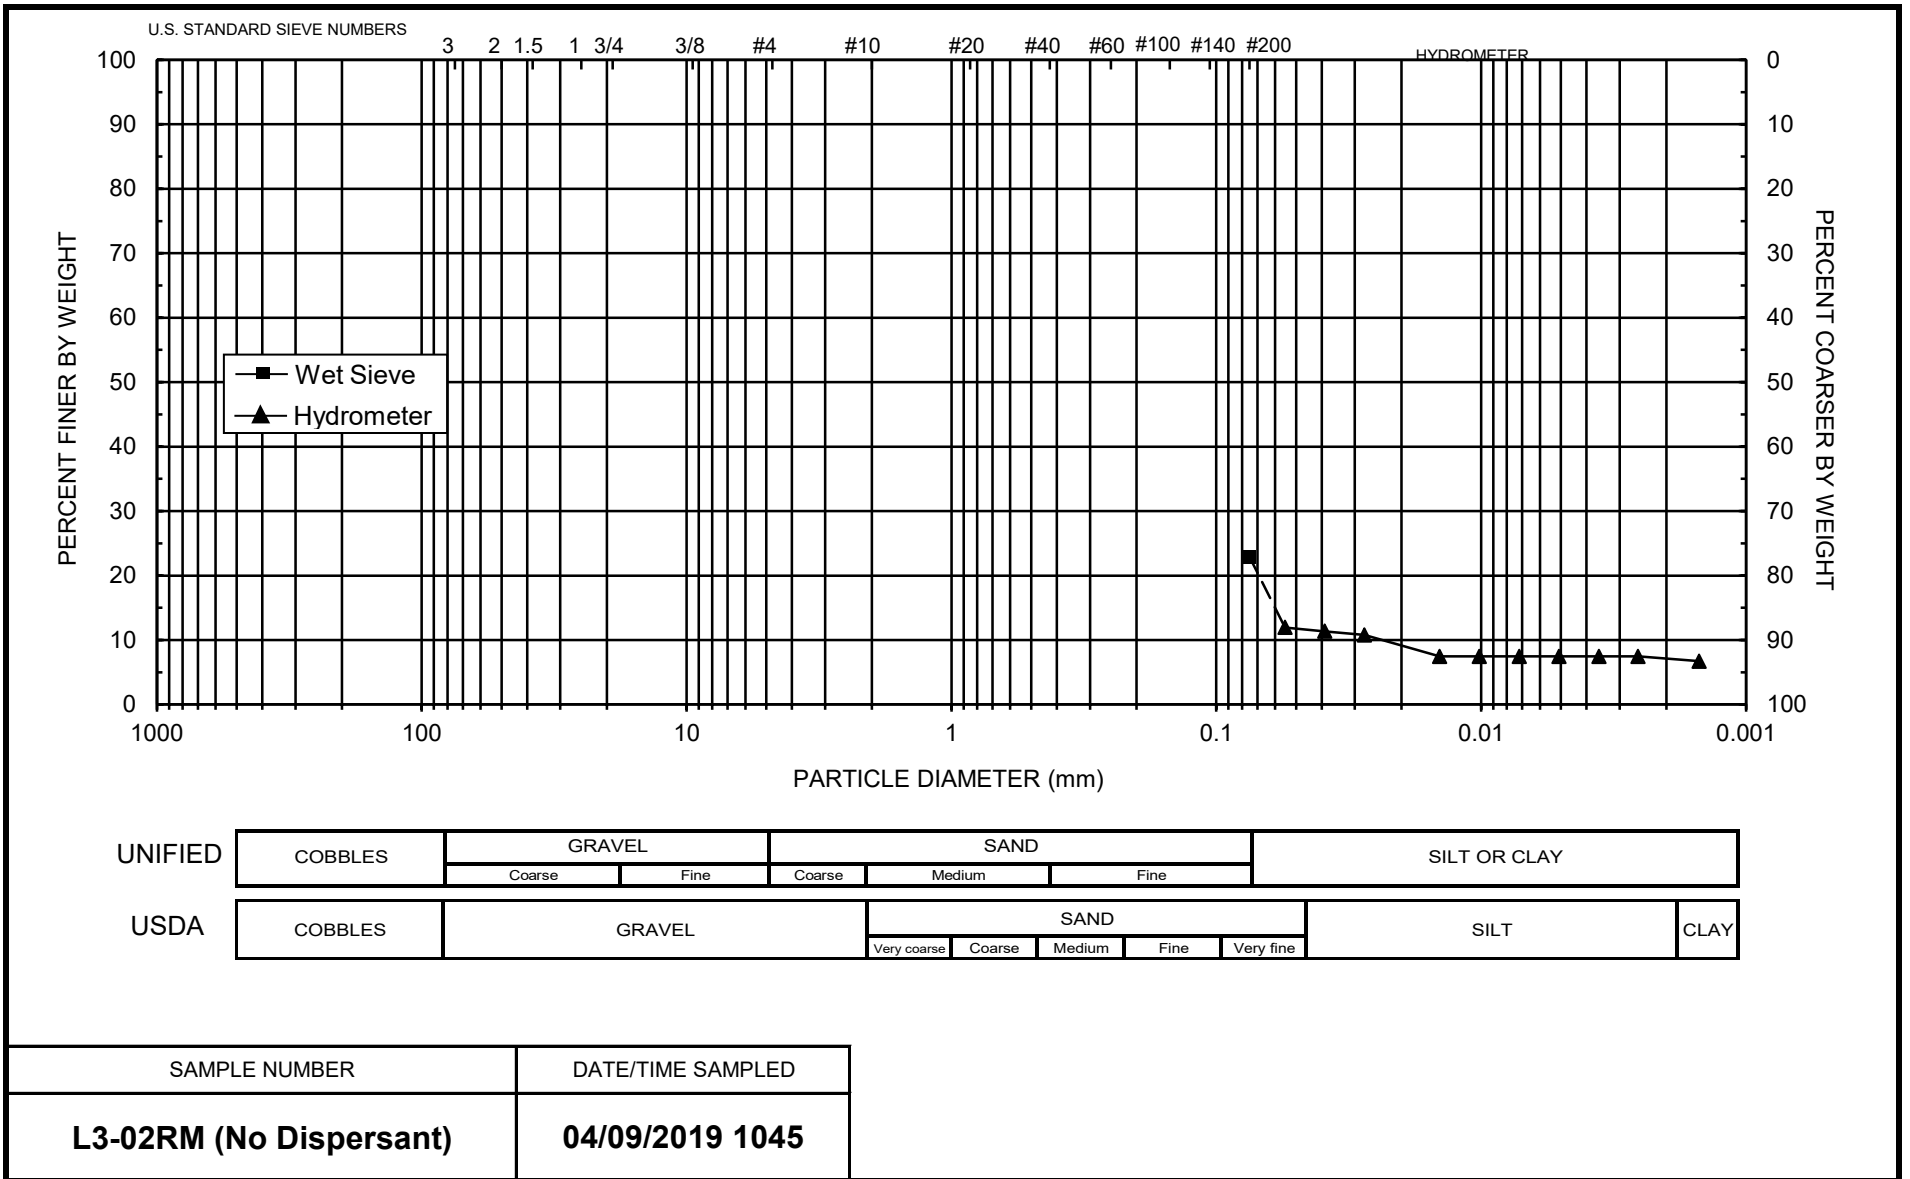 U.S. STANDARD SIEVE NUMBERS
3 2 1.5 1 3/4 3/8 #4 #10 #20 #40 #60 #100 #140 #200
HYDROMETER
100 0
90 10
80 20
70 30
60 40
50 50
40 60
30 70
20 80
10 90
0 100
PERCENT FINER BY WEIGHT
PERCENT COARSER BY WEIGHT
Wet Sieve
Hydrometer
1000 100 10 1 0.1 0.01 0.001
PARTICLE DIAMETER (mm)
UNIFIED COBBLES GRAVEL SAND SILT OR CLAY
Coarse Fine Coarse Medium Fine
USDA COBBLES GRAVEL SAND SILT CLAY
Very coarse Coarse Medium Fine Very fine
SAMPLE NUMBER DATE/TIME SAMPLED
L3-02RM (No Dispersant) 04/09/2019 1045